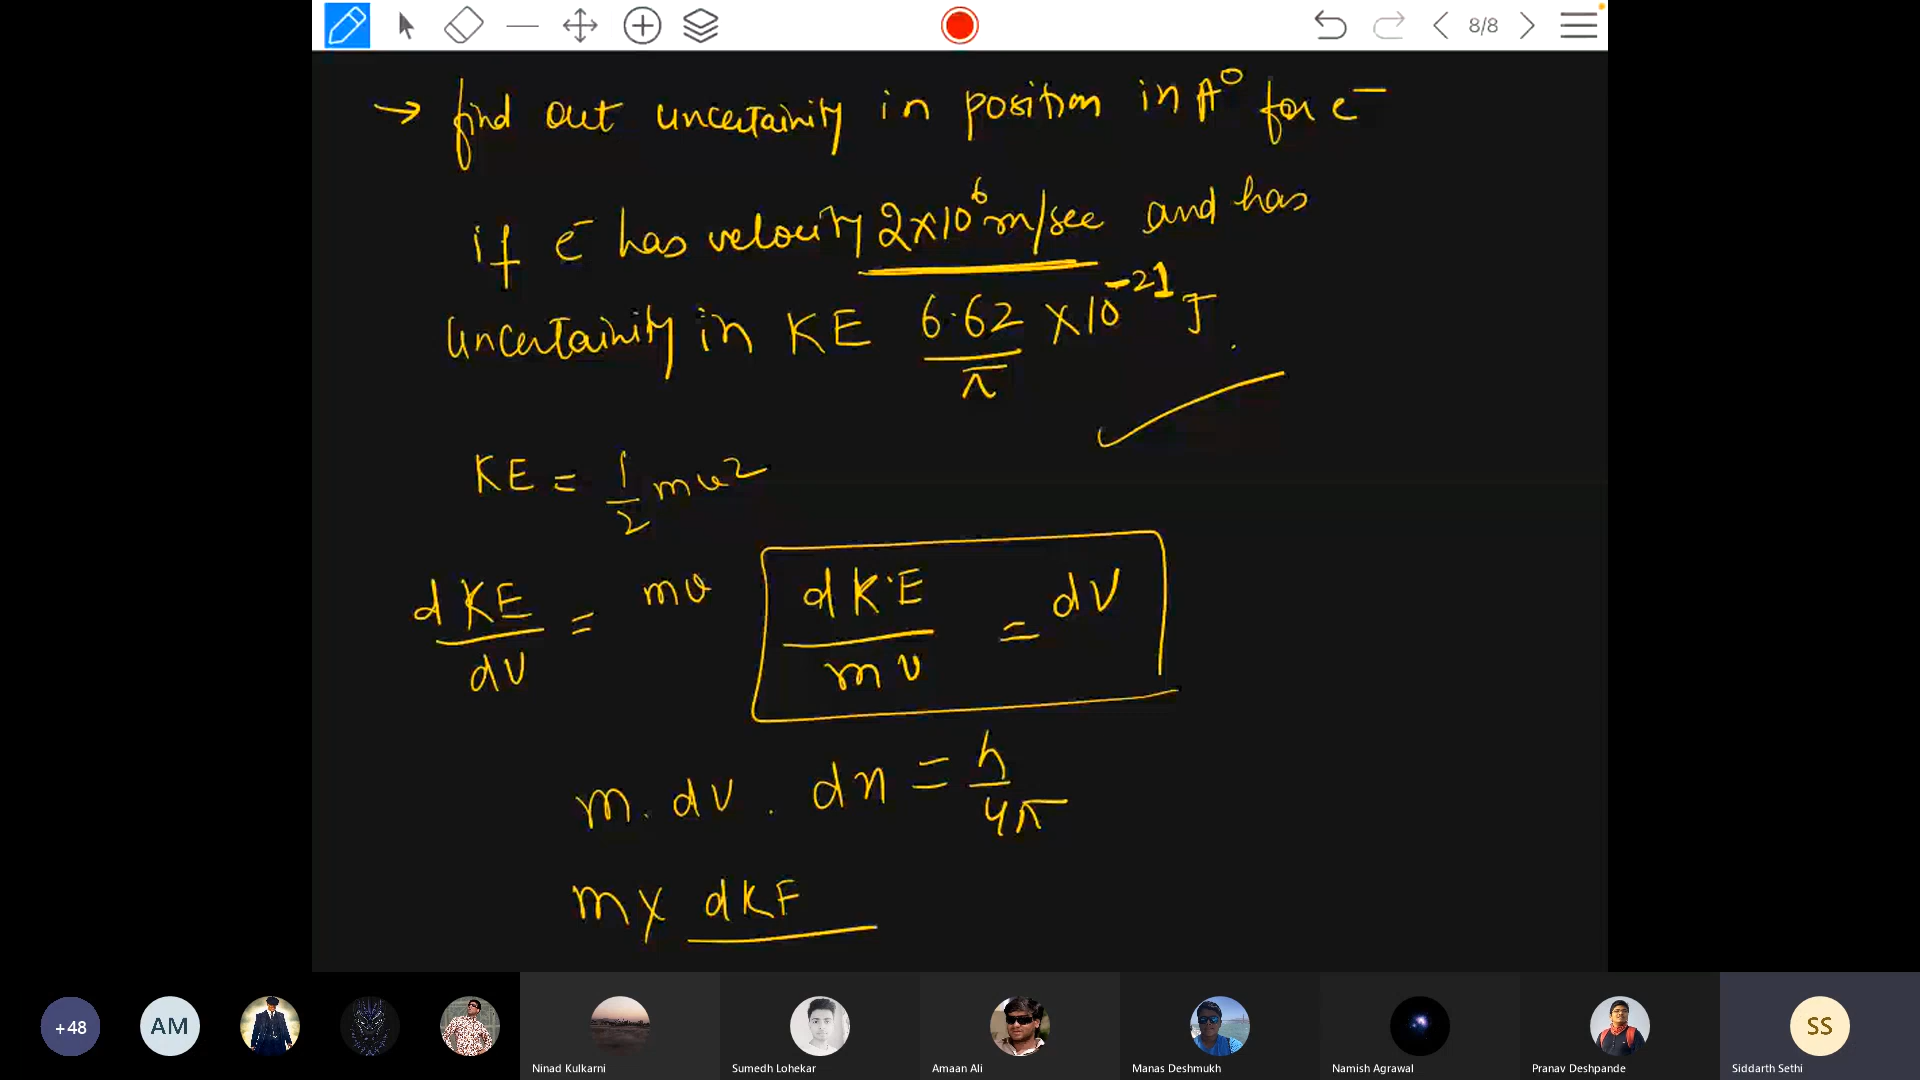 8/8
→ find out uncertainity in position in A⁰ for e⁻
if e⁻ has velocity 2×10⁶ m/sec and has
uncertainity in KE 6.62/π ×10⁻²¹ J.
KE = 1/2 mv²
dKE/dv = mv
dK.E/mv = dv
m. dv . dx = h/4π
m× dKE
+48
AM
SS
Ninad Kulkarni
Sumedh Lohekar
Amaan Ali
Manas Deshmukh
Namish Agrawal
Pranav Deshpande
Siddarth Sethi